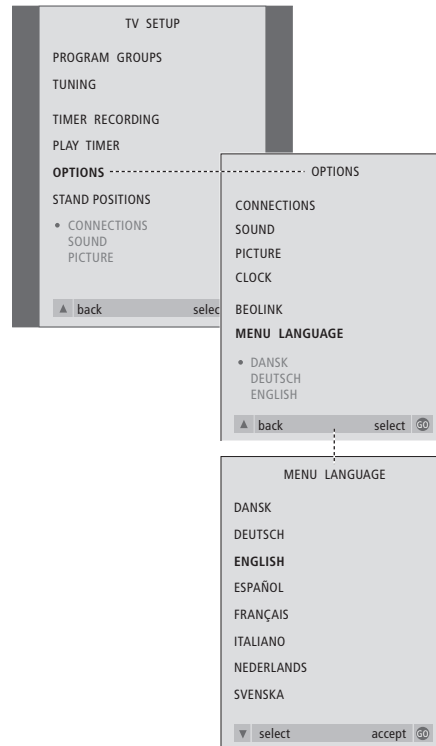 TV SETUP
PROGRAM GROUPS
TUNING
TIMER RECORDING
PLAY TIMER
OPTIONS
STAND POSITIONS
• CONNECTIONS
SOUND
PICTURE
▲ back selec
OPTIONS
CONNECTIONS
SOUND
PICTURE
CLOCK
BEOLINK
MENU LANGUAGE
• DANSK
DEUTSCH
ENGLISH
▲ back select GO
MENU LANGUAGE
DANSK
DEUTSCH
ENGLISH
ESPAÑOL
FRANÇAIS
ITALIANO
NEDERLANDS
SVENSKA
▼ select accept GO